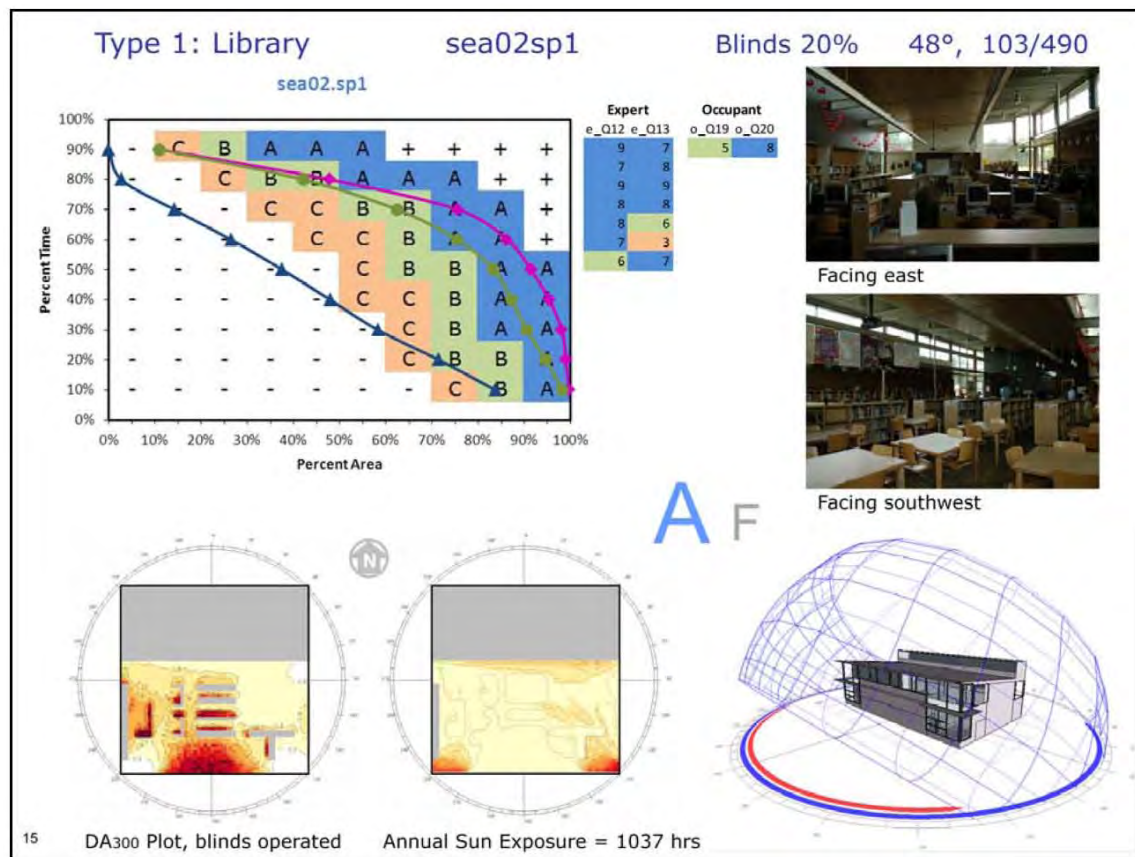 Type 1: Library sea02sp1 Blinds 20% 48°, 103/490
sea02.sp1
100%
90% - C B A A A + + + +
80% - - C B B A A A + +
70% - - - C C B B A A +
60% - - - - C C B A A +
50% - - - - - C B B A A
40% - - - - - C C B A A
30% - - - - - - C B A A
20% - - - - - - C B B A
10% - - - - - - - C B A
0%
0% 10% 20% 30% 40% 50% 60% 70% 80% 90% 100%
Percent Time
Percent Area
Expert Occupant
e_Q12 e_Q13 o_Q19 o_Q20
9 7 5 8
7 8
9 9
8 8
8 6
7 3
6 7
Facing east
Facing southwest
A F
N
15 DA300 Plot, blinds operated Annual Sun Exposure = 1037 hrs